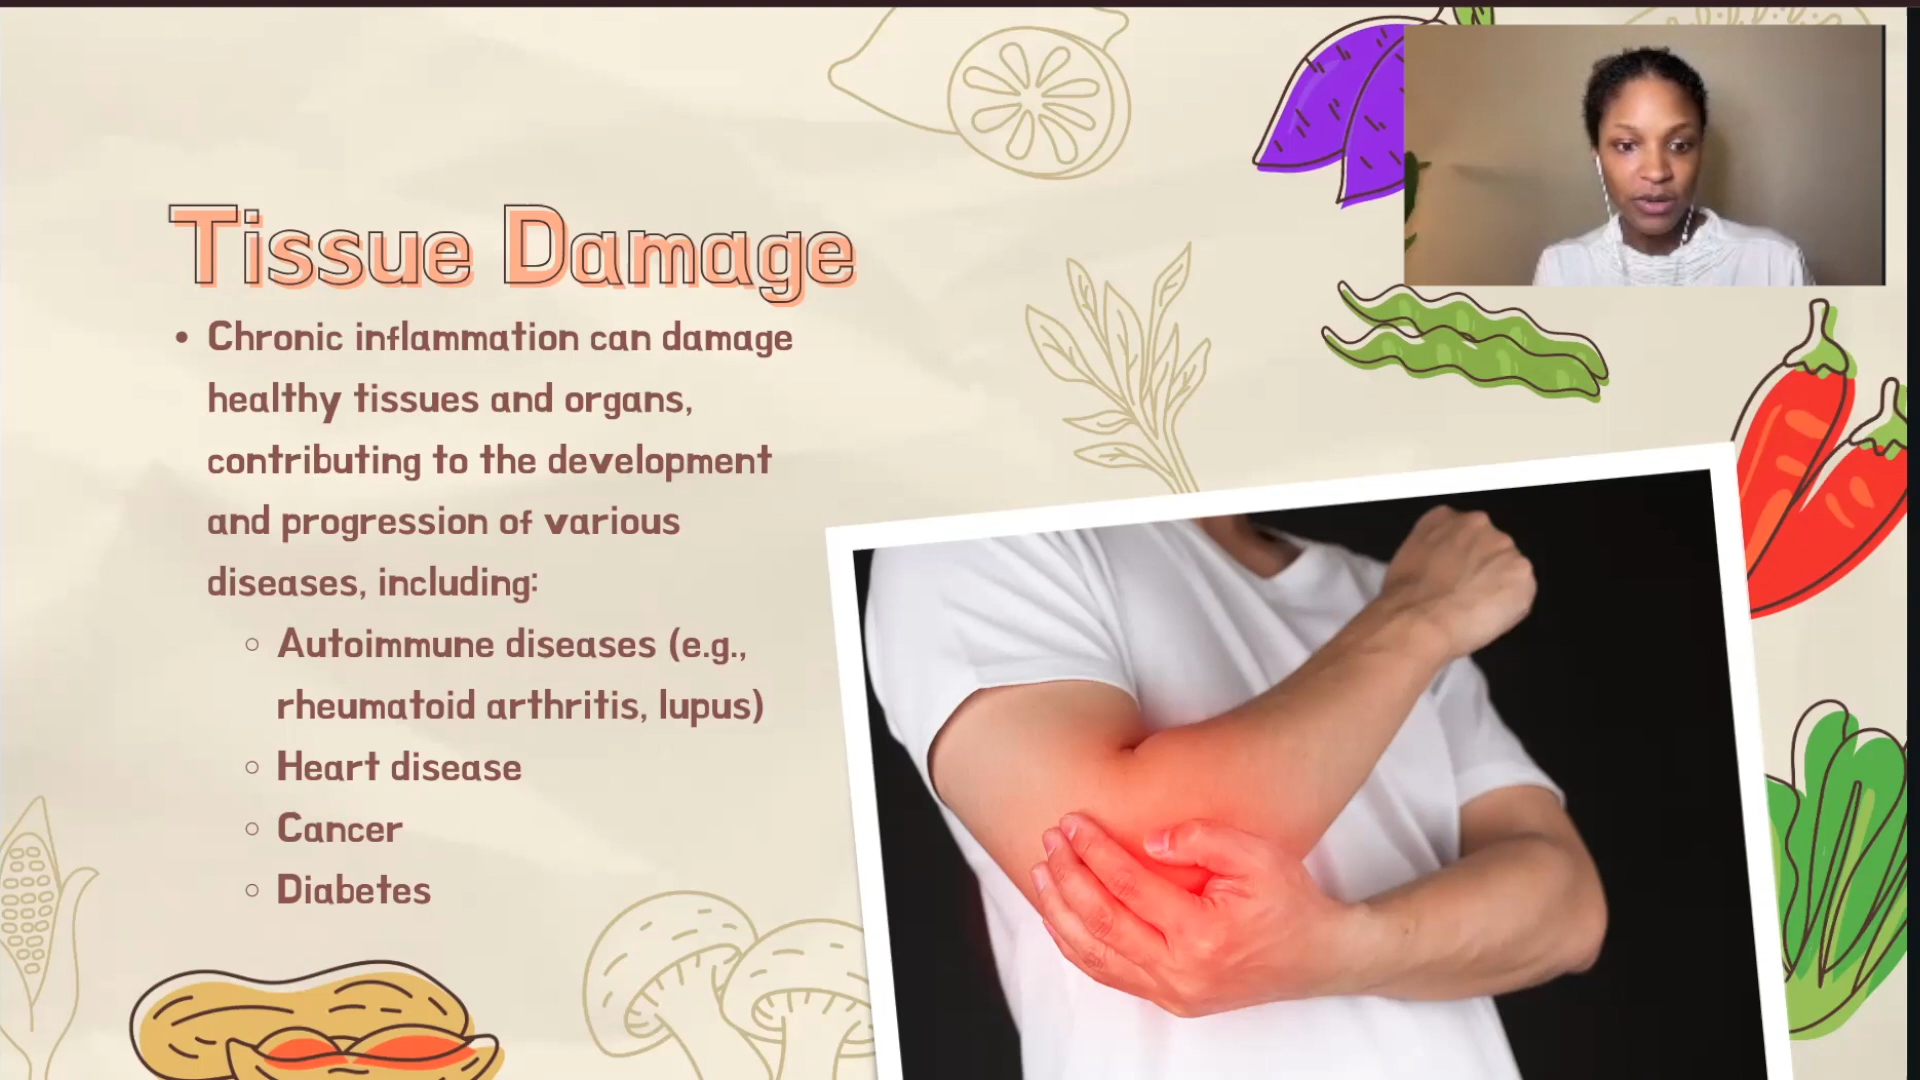 Tissue Damage
• Chronic inflammation can damage
healthy tissues and organs,
contributing to the development
and progression of various
diseases, including:
○ Autoimmune diseases (e.g.,
rheumatoid arthritis, lupus)
○ Heart disease
○ Cancer
○ Diabetes